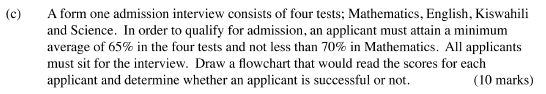 (c) A form one admission interview consists of four tests; Mathematics, English, Kiswahili
and Science. In order to qualify for admission, an applicant must attain a minimum
average of 65% in the four tests and not less than 70% in Mathematics. All applicants
must sit for the interview. Draw a flowchart that would read the scores for each
applicant and determine whether an applicant is successful or not. (10 marks)